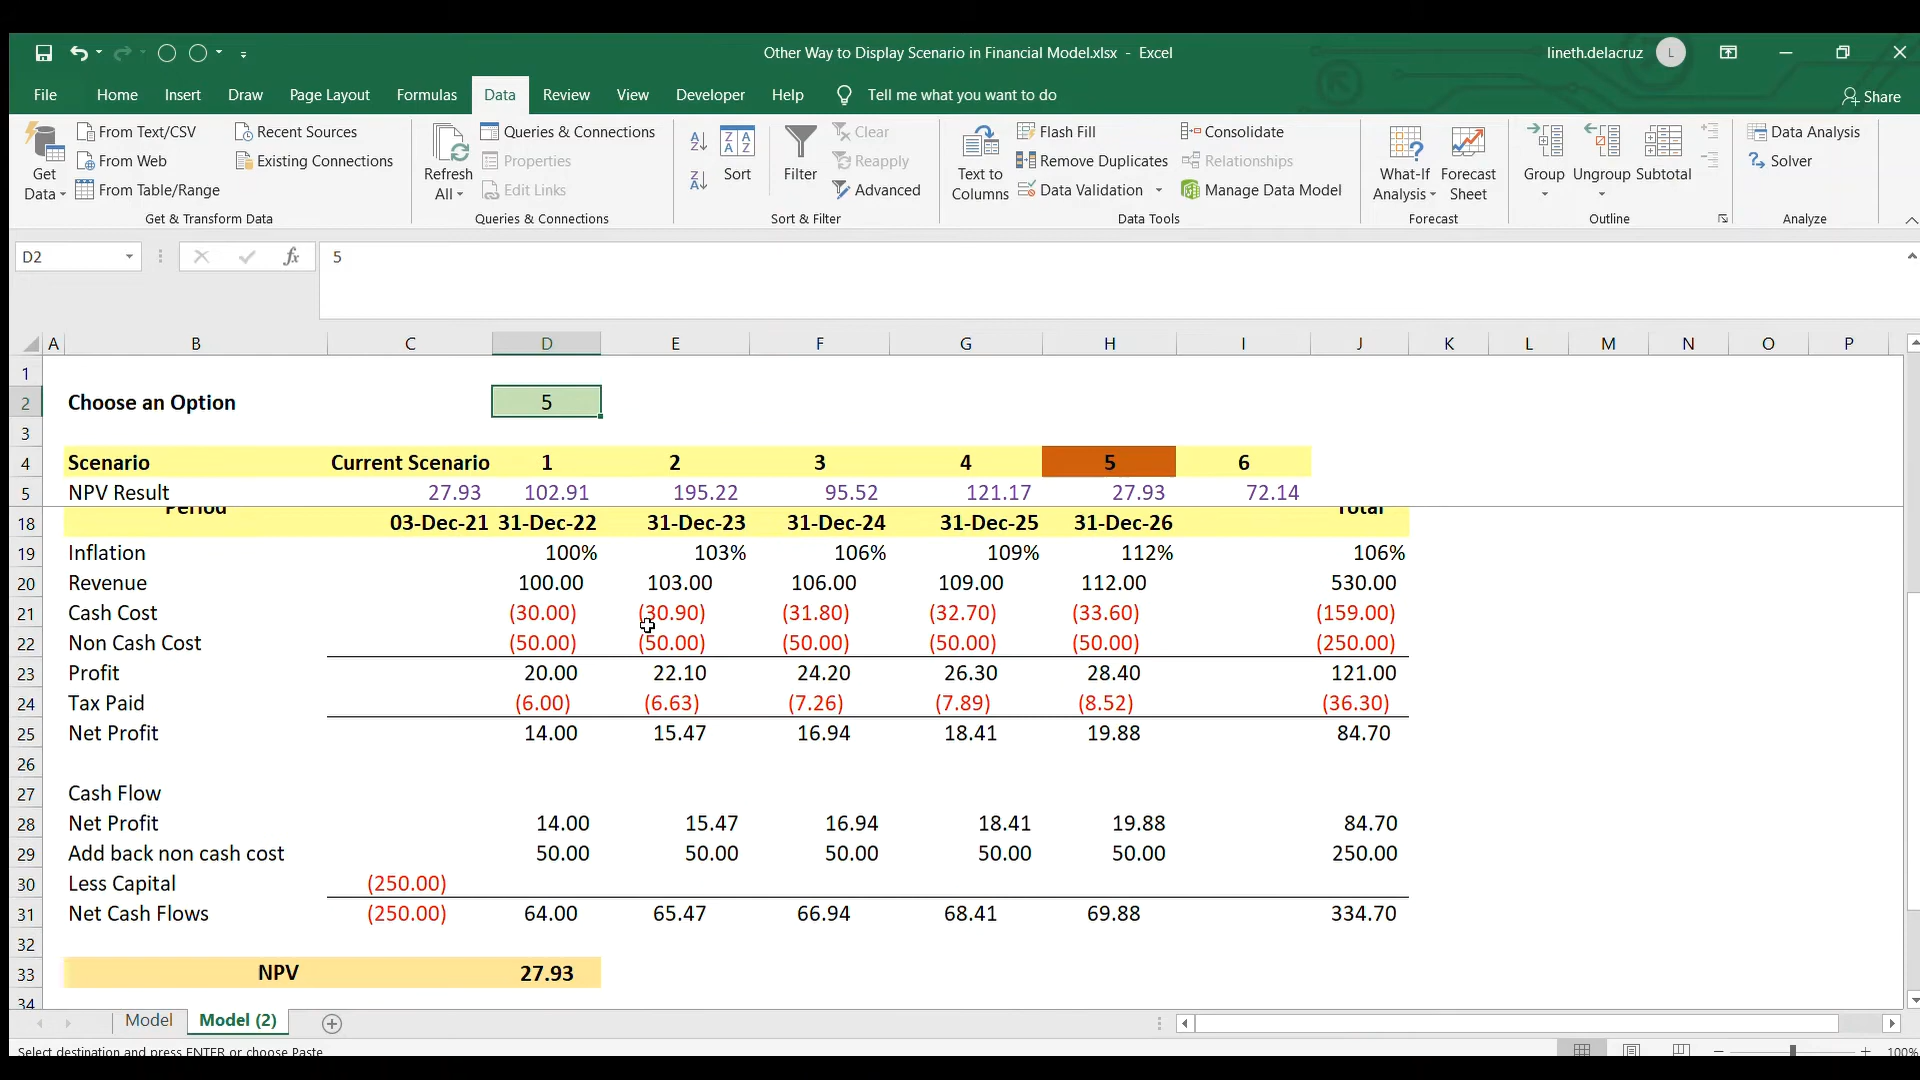 Other Way to Display Scenario in Financial Model.xlsx - Excel
lineth.delacruz
L
File Home Insert Draw Page Layout Formulas Data Review View Developer Help Tell me what you want to do
Share
Get Data
From Text/CSV
From Web
From Table/Range
Recent Sources
Existing Connections
Get & Transform Data
Refresh All
Queries & Connections
Properties
Edit Links
Queries & Connections
Sort
Filter
Clear
Reapply
Advanced
Sort & Filter
Text to Columns
Flash Fill
Remove Duplicates
Data Validation
Consolidate
Relationships
Manage Data Model
Data Tools
What-If Analysis
Forecast Sheet
Forecast
Group
Ungroup
Subtotal
Outline
Data Analysis
Solver
Analyze
D2 fx 5
A B C D E F G H I J K L M N O P
1
2 Choose an Option 5
3
4 Scenario Current Scenario 1 2 3 4 5 6
5 NPV Result 27.93 102.91 195.22 95.52 121.17 27.93 72.14
Period Total
18 03-Dec-21 31-Dec-22 31-Dec-23 31-Dec-24 31-Dec-25 31-Dec-26
19 Inflation 100% 103% 106% 109% 112% 106%
20 Revenue 100.00 103.00 106.00 109.00 112.00 530.00
21 Cash Cost (30.00) (30.90) (31.80) (32.70) (33.60) (159.00)
22 Non Cash Cost (50.00) (50.00) (50.00) (50.00) (50.00) (250.00)
23 Profit 20.00 22.10 24.20 26.30 28.40 121.00
24 Tax Paid (6.00) (6.63) (7.26) (7.89) (8.52) (36.30)
25 Net Profit 14.00 15.47 16.94 18.41 19.88 84.70
26
27 Cash Flow
28 Net Profit 14.00 15.47 16.94 18.41 19.88 84.70
29 Add back non cash cost 50.00 50.00 50.00 50.00 50.00 250.00
30 Less Capital (250.00)
31 Net Cash Flows (250.00) 64.00 65.47 66.94 68.41 69.88 334.70
32
33 NPV 27.93
34
Model Model (2)
Select destination and press ENTER or choose Paste
100%